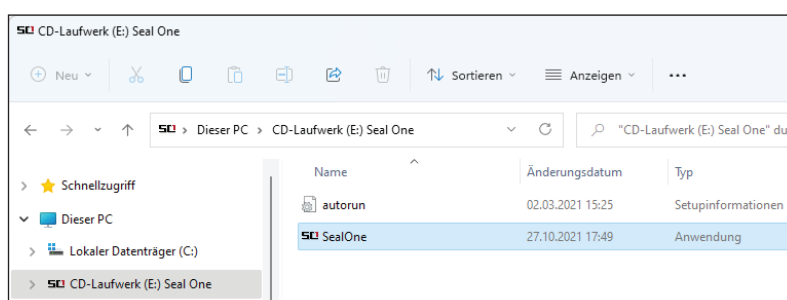 SO CD-Laufwerk (E:) Seal One
Neu
Sortieren
Anzeigen
SO > Dieser PC > CD-Laufwerk (E:) Seal One
"CD-Laufwerk (E:) Seal One" du
Name Änderungsdatum Typ
Schnellzugriff
autorun 02.03.2021 15:25 Setupinformationen
Dieser PC
SO SealOne 27.10.2021 17:49 Anwendung
Lokaler Datenträger (C:)
SO CD-Laufwerk (E:) Seal One